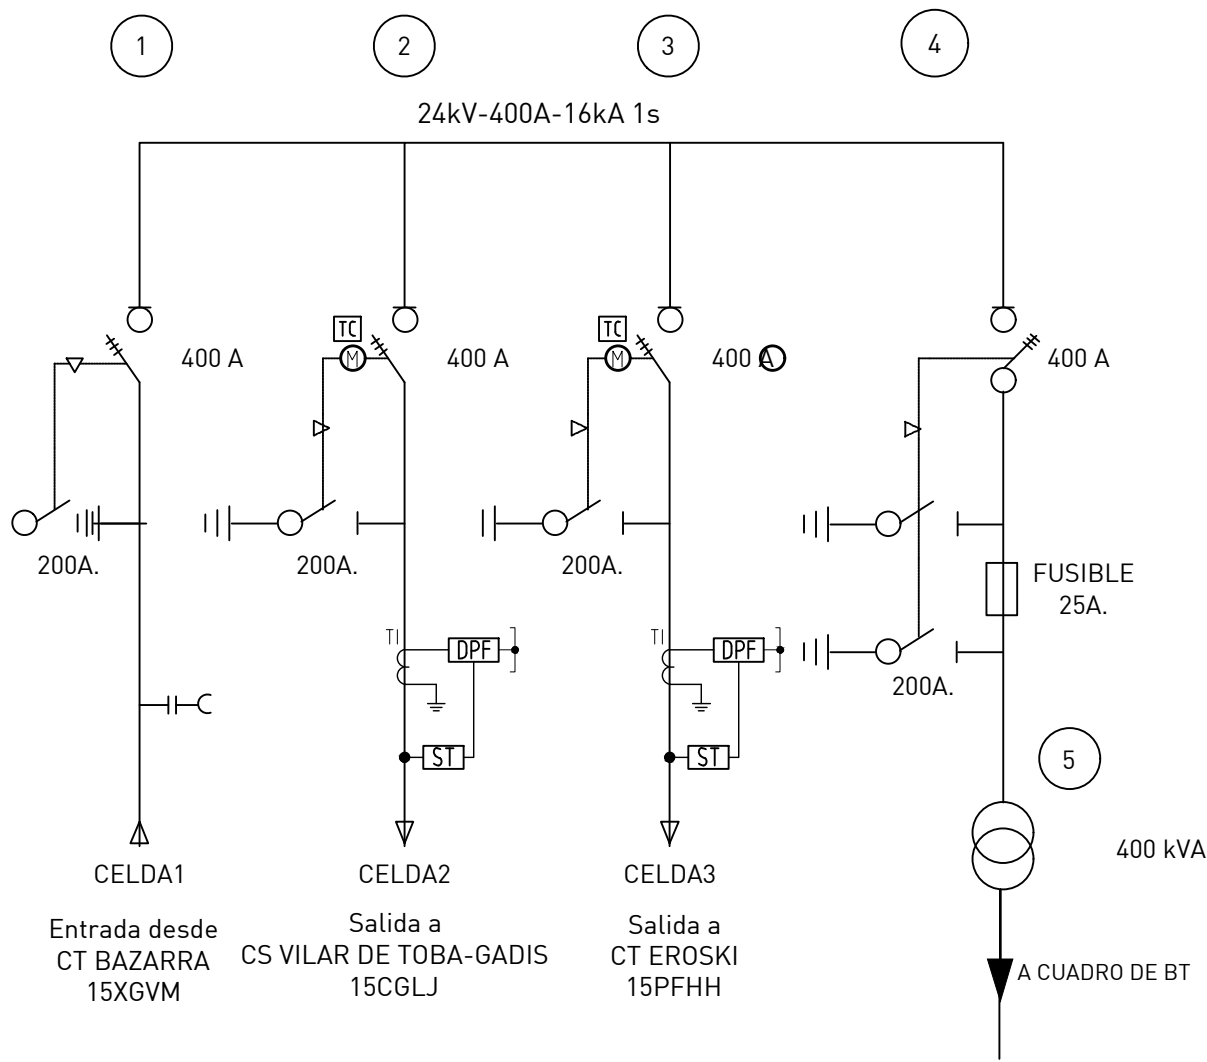 1
2
3
4
24kV-400A-16kA 1s
TC
TC
400 A
M
400 A
M
400 A
400 A
200A.
200A.
200A.
FUSIBLE
25A.
TI
DPF
TI
DPF
200A.
ST
ST
5
400 kVA
CELDA1
CELDA2
CELDA3
Entrada desde
CT BAZARRA
15XGVM
Salida a
CS VILAR DE TOBA-GADIS
15CGLJ
Salida a
CT EROSKI
15PFHH
A CUADRO DE BT